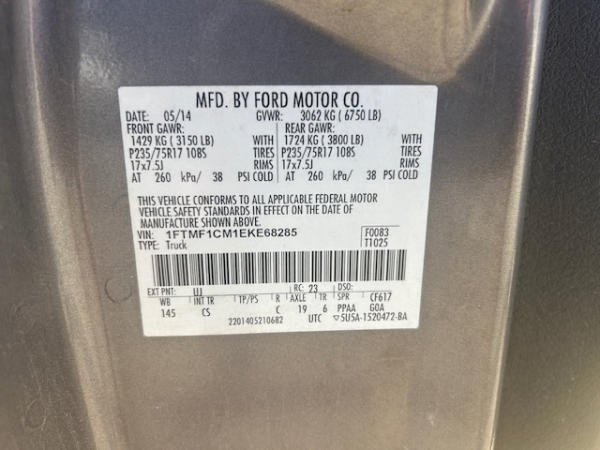 MFD. BY FORD MOTOR CO.
DATE: 05/14 GVWR: 3062 KG ( 6750 LB)
FRONT GAWR: REAR GAWR:
1429 KG ( 3150 LB) WITH 1724 KG ( 3800 LB) WITH
P235/75R17 108S TIRES P235/75R17 108S TIRES
17x7.5J RIMS 17x7.5J RIMS
AT 260 kPa/ 38 PSI COLD AT 260 kPa/ 38 PSI COLD
THIS VEHICLE CONFORMS TO ALL APPLICABLE FEDERAL MOTOR
VEHICLE SAFETY STANDARDS IN EFFECT ON THE DATE OF
MANUFACTURE SHOWN ABOVE.
VIN: 1FTMF1CM1EKE68285 F0083
TYPE: Truck T1025
EXT PNT: UJ RC: 23 DSO:
WB INT TR TP/PS R AXLE TR SPR CF617
145 CS C 19 6 PPAA G0A
2201405210682 UTC ▽5U5A-1520472-BA